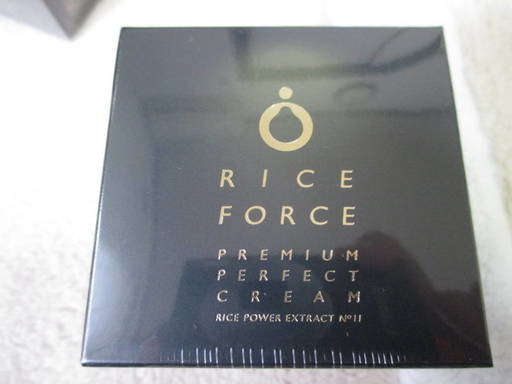 RICE
FORCE
PREMIUM
PERFECT
CREAM
RICE POWER EXTRACT Nº11